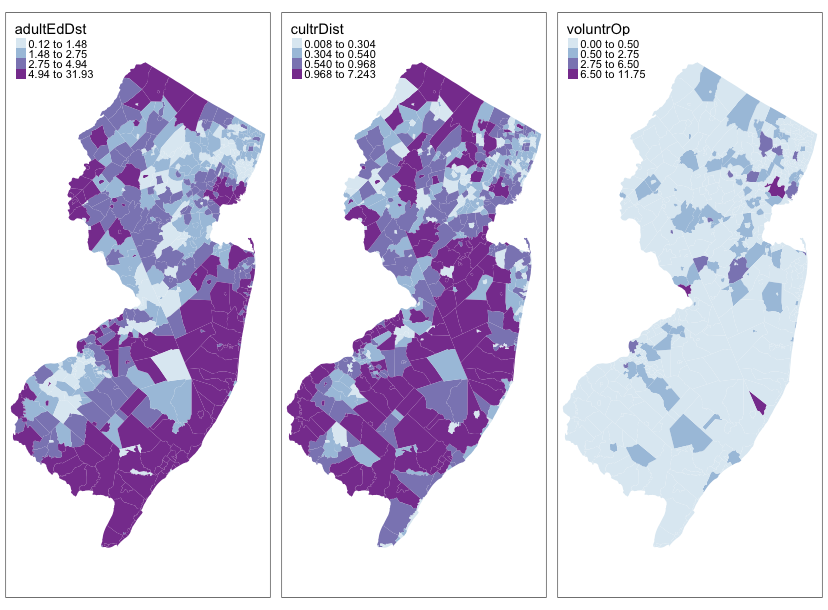 adultEdDst
0.12 to 1.48
1.48 to 2.75
2.75 to 4.94
4.94 to 31.93
cultrDist
0.008 to 0.304
0.304 to 0.540
0.540 to 0.968
0.968 to 7.243
voluntrOp
0.00 to 0.50
0.50 to 2.75
2.75 to 6.50
6.50 to 11.75